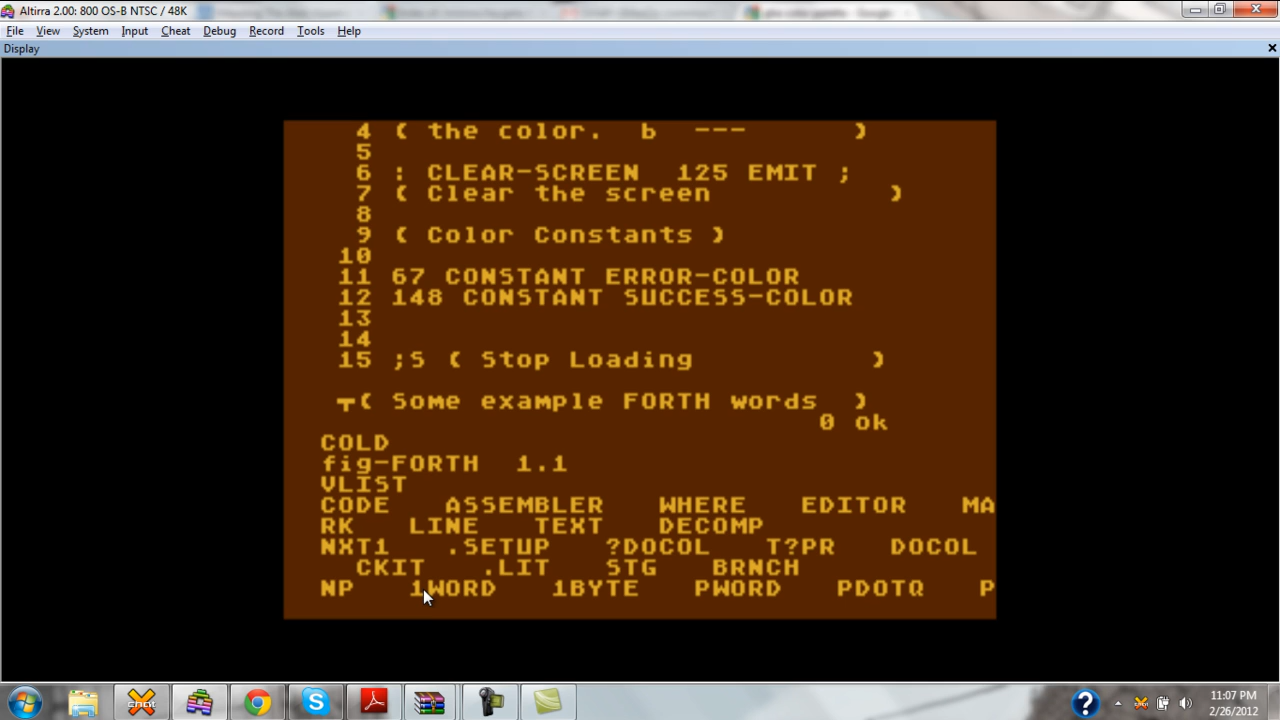 Altirra 2.00: 800 OS-B NTSC / 48K
File View System Input Cheat Debug Record Tools Help
Display
4 ( the color. b --- )
5
6 : CLEAR-SCREEN 125 EMIT ;
7 ( Clear the screen )
8
9 ( Color Constants )
10
11 67 CONSTANT ERROR-COLOR
12 148 CONSTANT SUCCESS-COLOR
13
14
15 ;S ( Stop Loading )
( Some example FORTH words )
0 ok
COLD
fig-FORTH 1.1
VLIST
CODE ASSEMBLER WHERE EDITOR MA
RK LINE TEXT DECOMP
NXT1 .SETUP ?DOCOL T?PR DOCOL
CKIT .LIT STG BRNCH
NP 1WORD 1BYTE PWORD PDOTQ P
11:07 PM
2/26/2012